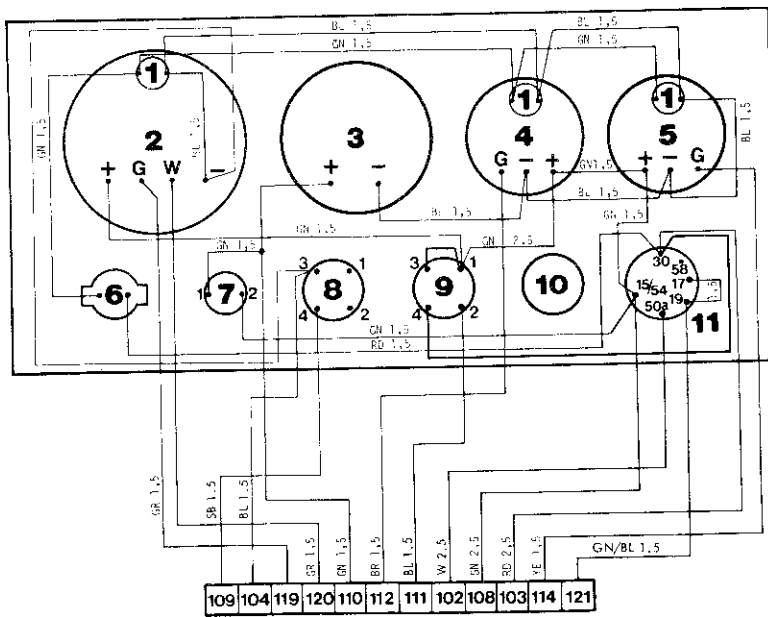 BL 1,5
GN 1,5
BL 1,5
GN 1,5
1
1
1
2
3
4
5
GN 1,5
BL 1,5
BL 1,5
+ G W −
+ −
G − +
GN 1,5
+ − G
BL 1,5
BL 1,5
GN 1,5
GN 1,5
GN 2,5
GN 1,5
6
1 7 2
3 1
8
4 2
3 1
9
4 2
10
30
58
15/54
17
19
50a
11
1,5
GN 1,5
RD 1,5
GR 1,5
SB 1,5
BL 1,5
GR 1,5
GN 1,5
BR 1,5
BL 1,5
W 2,5
GN 2,5
RD 2,5
YE 1,5
GN/BL 1.5
109 104 119 120 110 112 111 102 108 103 114 121